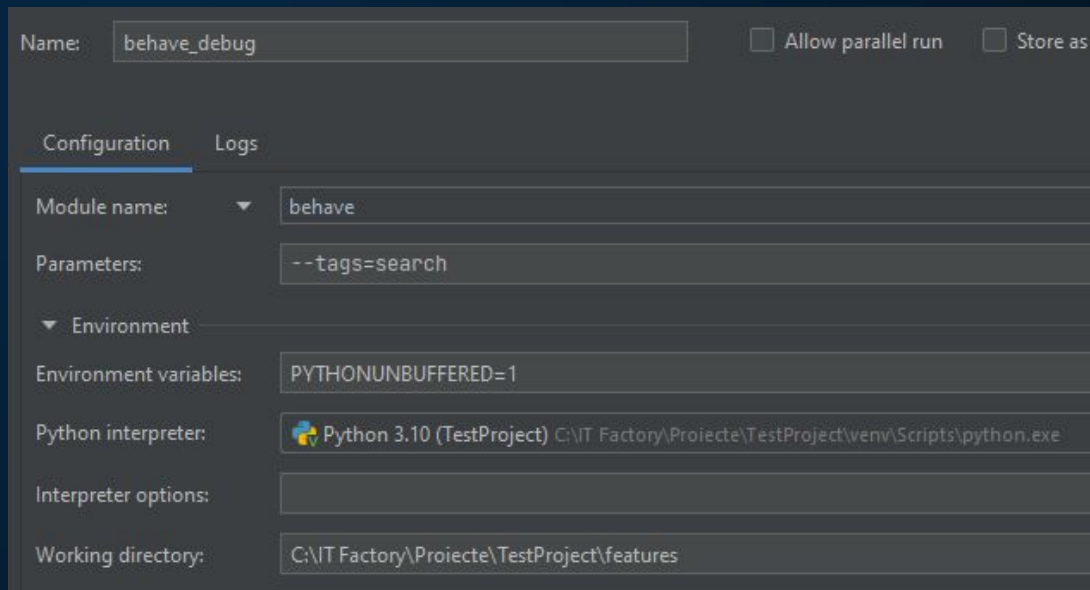 Name: behave_debug Allow parallel run Store as
Configuration Logs
Module name: behave
Parameters: --tags=search
Environment
Environment variables: PYTHONUNBUFFERED=1
Python interpreter: Python 3.10 (TestProject) C:\IT Factory\Proiecte\TestProject\venv\Scripts\python.exe
Interpreter options:
Working directory: C:\IT Factory\Proiecte\TestProject\features